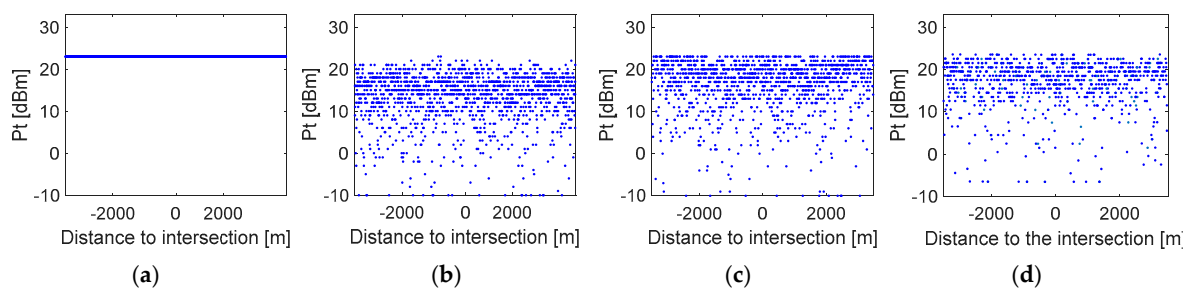 30
20
10
0
-10
Pt [dBm]
-2000 0 2000
Distance to intersection [m]
(a)
30
20
10
0
-10
Pt [dBm]
-2000 0 2000
Distance to intersection [m]
(b)
30
20
10
0
-10
Pt [dBm]
-2000 0 2000
Distance to intersection [m]
(c)
30
20
10
0
-10
Pt [dBm]
-2000 0 2000
Distance to the intersection [m]
(d)